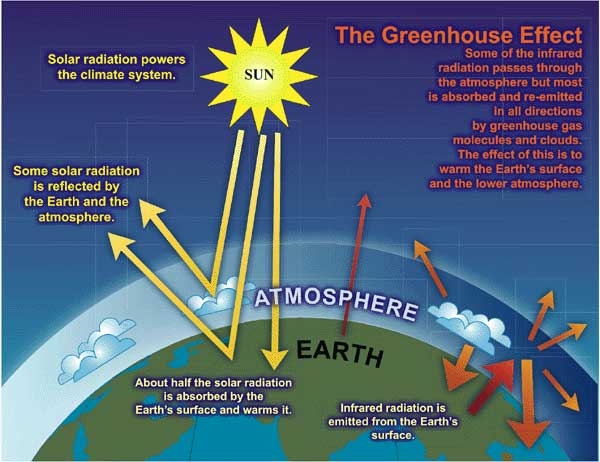 The Greenhouse Effect
Some of the infrared
radiation passes through
the atmosphere but most
is absorbed and re-emitted
in all directions
by greenhouse gas
molecules and clouds.
The effect of this is to
warm the Earth's surface
and the lower atmosphere.
Solar radiation powers
the climate system.
SUN
Some solar radiation
is reflected by
the Earth and the
atmosphere.
ATMOSPHERE
EARTH
About half the solar radiation
is absorbed by the
Earth's surface and warms it.
Infrared radiation is
emitted from the Earth's
surface.